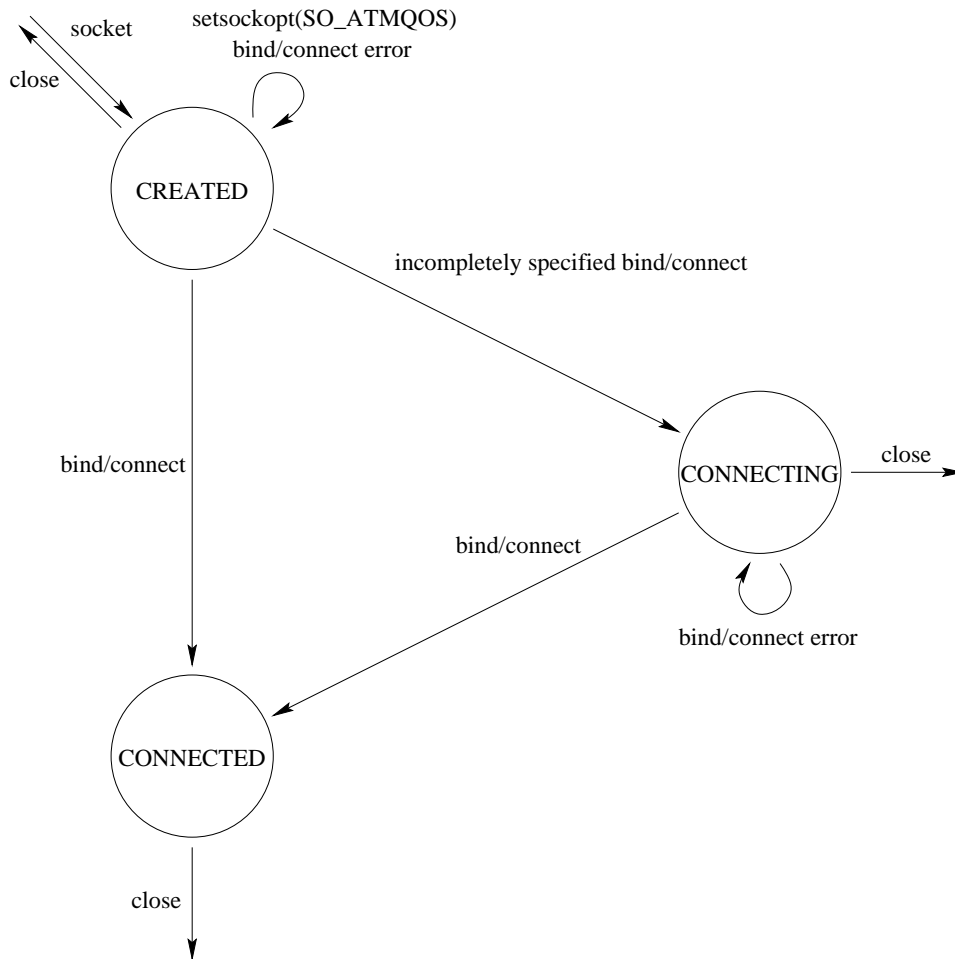 socket
close
setsockopt(SO_ATMQOS)
bind/connect error
CREATED
incompletely specified bind/connect
bind/connect
CONNECTING
close
bind/connect
bind/connect error
CONNECTED
close